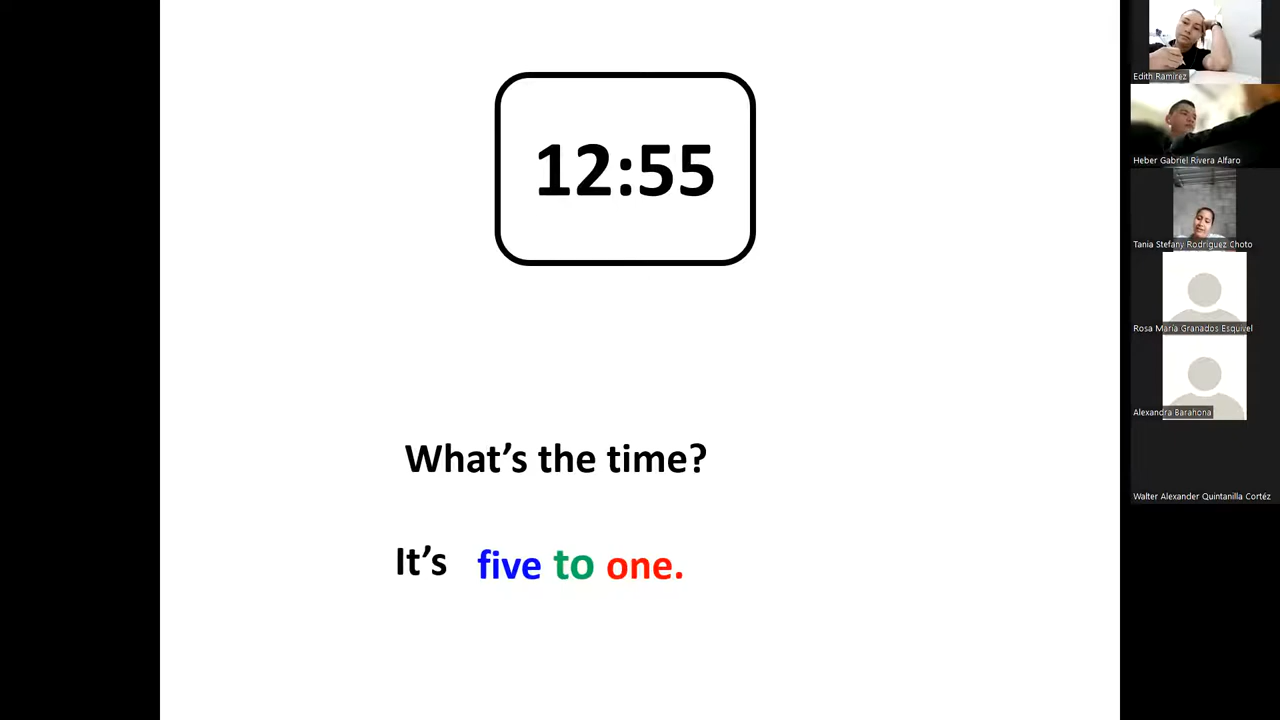 12:55
What's the time?
It's five to one.
Edith Ramirez
Heber Gabriel Rivera Alfaro
Tania Stefany Rodriguez Choto
Rosa María Granados Esquivel
Alexandra Barahona
Walter Alexander Quintanilla Cortéz